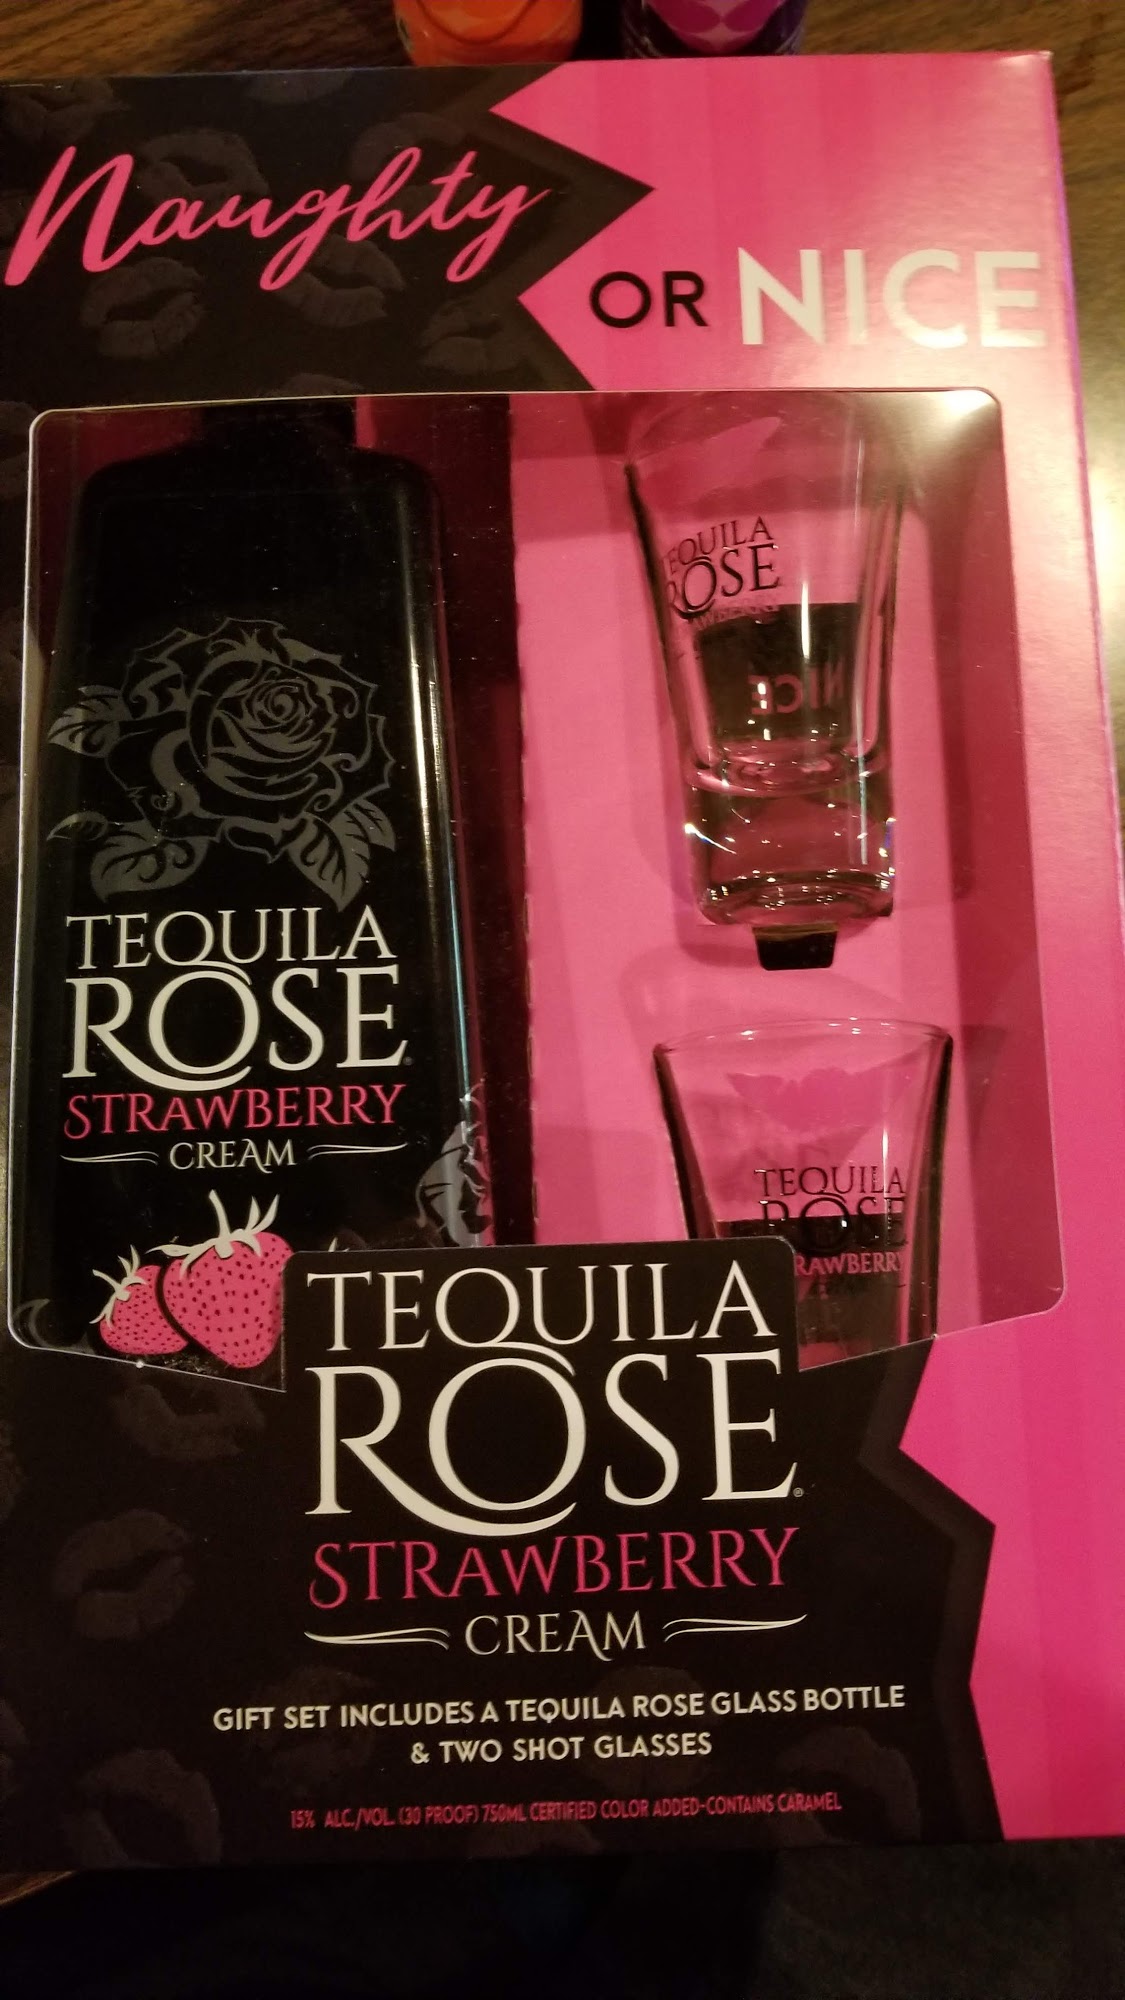 Naughty
OR NICE
TEQUILA
ROSE
STRAWBERRY
CREAM
TEQUILA
ROSE
STRAWBERRY
NICE
TEQUILA
ROSE
TEQUILA
ROSE
STRAWBERRY
CREAM
GIFT SET INCLUDES A TEQUILA ROSE GLASS BOTTLE
& TWO SHOT GLASSES
15% ALC./VOL. (30 PROOF) 750ML CERTIFIED COLOR ADDED-CONTAINS CARAMEL